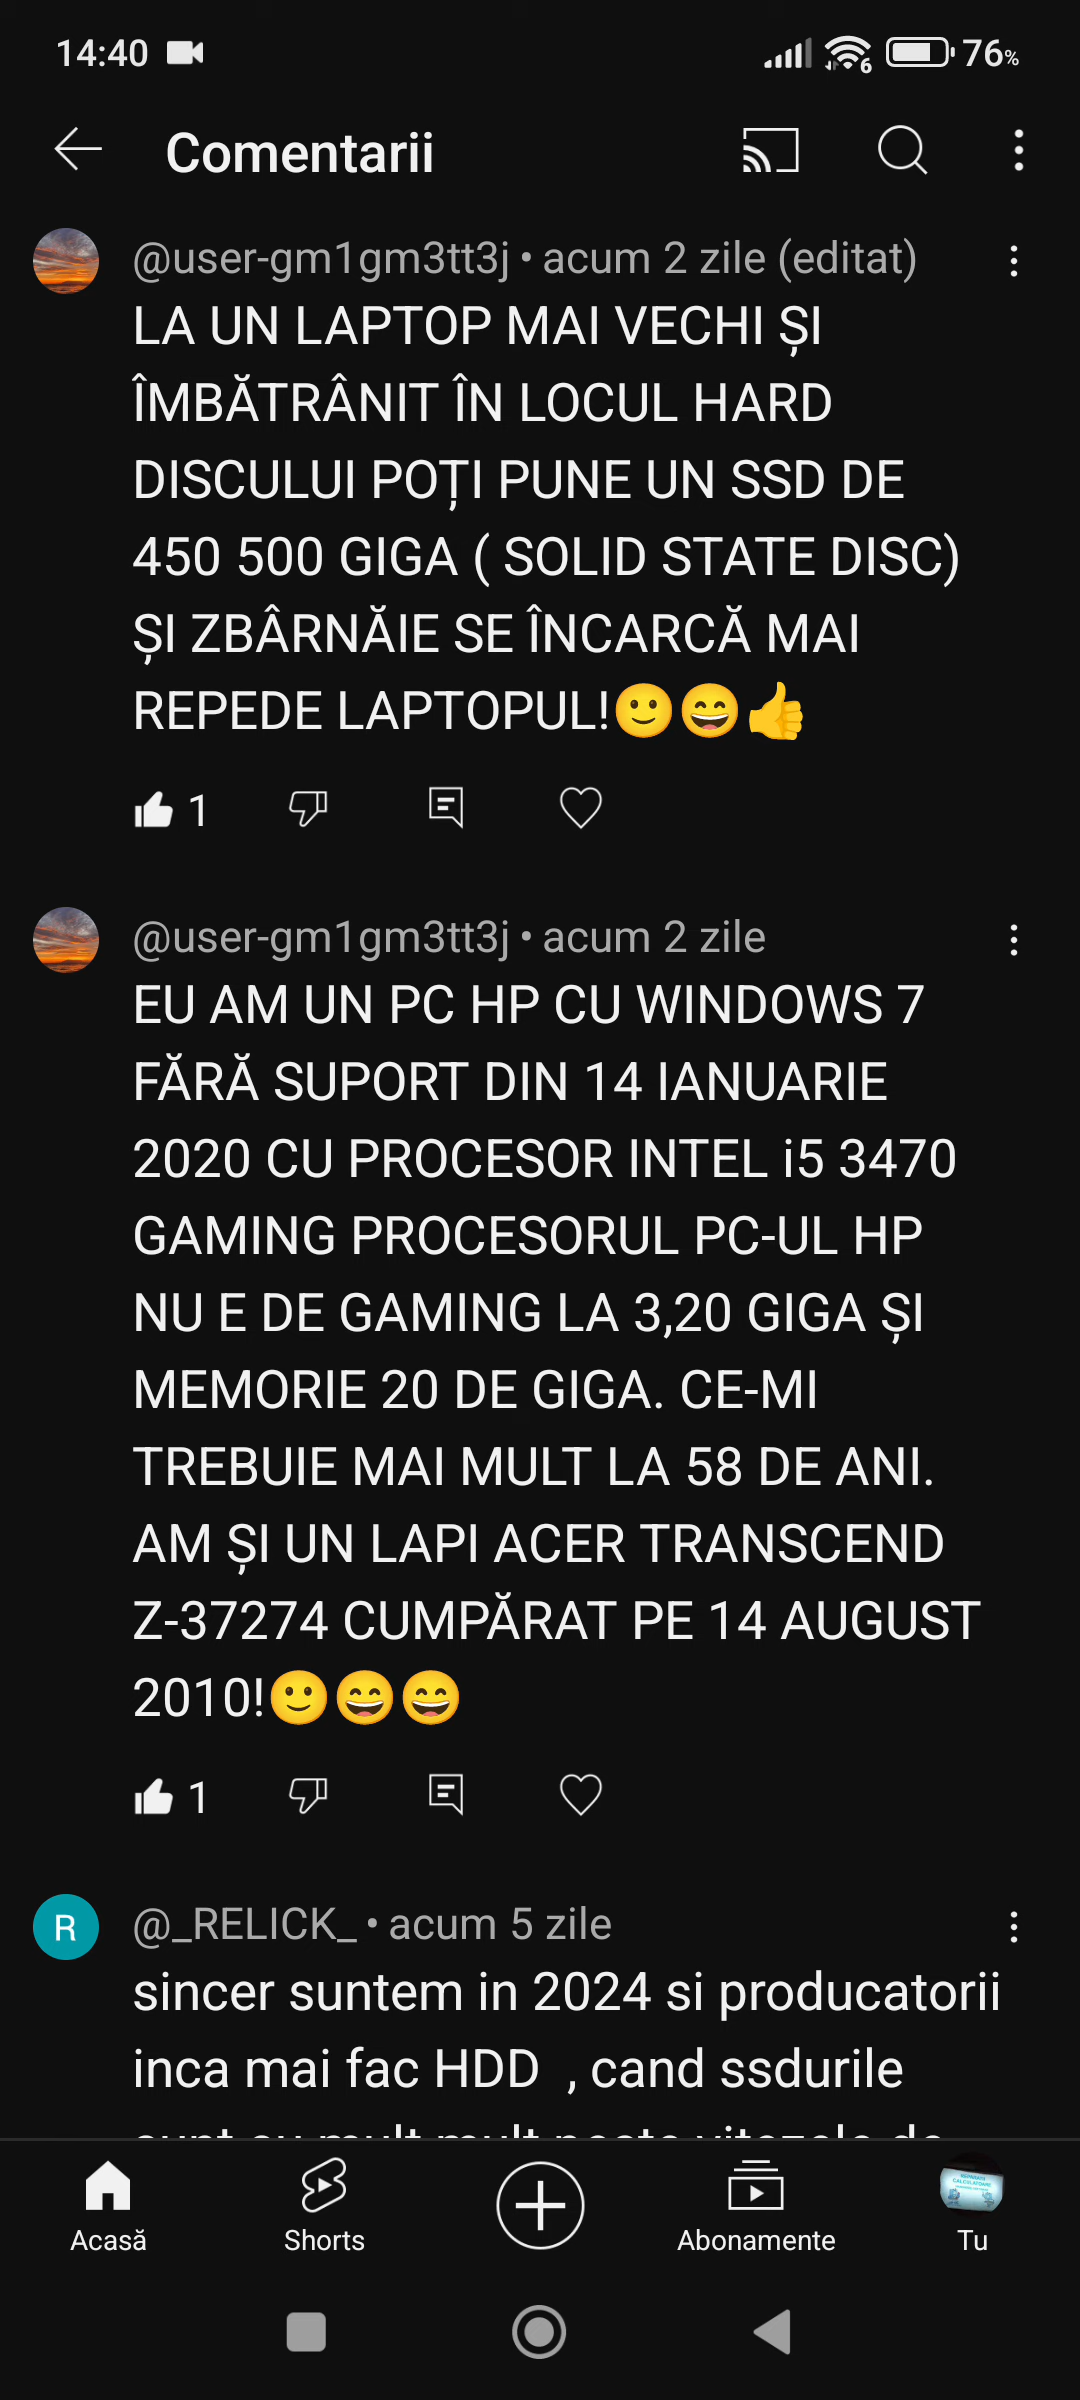 14:40
6
76%
Comentarii
@user-gm1gm3tt3j • acum 2 zile (editat)
LA UN LAPTOP MAI VECHI ȘI
ÎMBĂTRÂNIT ÎN LOCUL HARD
DISCULUI POȚI PUNE UN SSD DE
450 500 GIGA ( SOLID STATE DISC)
ȘI ZBÂRNĂIE SE ÎNCARCĂ MAI
REPEDE LAPTOPUL!🙂😄👍
1
@user-gm1gm3tt3j • acum 2 zile
EU AM UN PC HP CU WINDOWS 7
FĂRĂ SUPORT DIN 14 IANUARIE
2020 CU PROCESOR INTEL i5 3470
GAMING PROCESORUL PC-UL HP
NU E DE GAMING LA 3,20 GIGA ȘI
MEMORIE 20 DE GIGA. CE-MI
TREBUIE MAI MULT LA 58 DE ANI.
AM ȘI UN LAPI ACER TRANSCEND
Z-37274 CUMPĂRAT PE 14 AUGUST
2010!🙂😄😄
1
R
@_RELICK_ • acum 5 zile
sincer suntem in 2024 si producatorii
inca mai fac HDD  , cand ssdurile
Acasă
Shorts
Abonamente
Tu